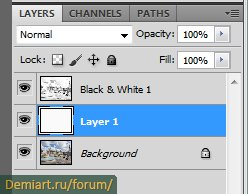 LAYERS CHANNELS PATHS
Normal Opacity: 100%
Lock: Fill: 100%
Black & White 1
Layer 1
Background
Demiart.ru/forum/